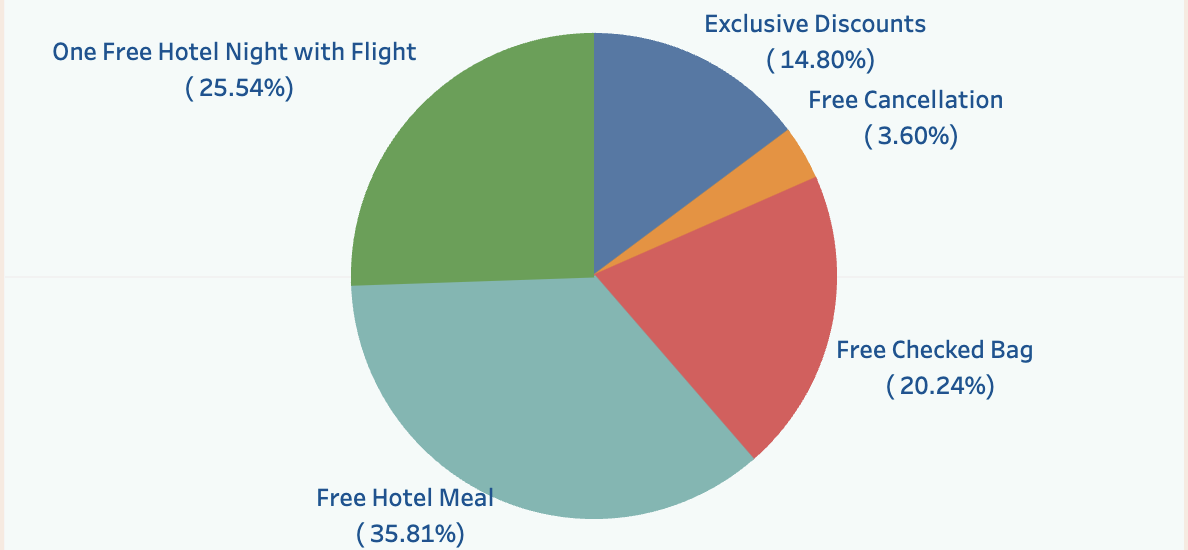 One Free Hotel Night with Flight
( 25.54%)
Exclusive Discounts
( 14.80%)
Free Cancellation
( 3.60%)
Free Checked Bag
( 20.24%)
Free Hotel Meal
( 35.81%)